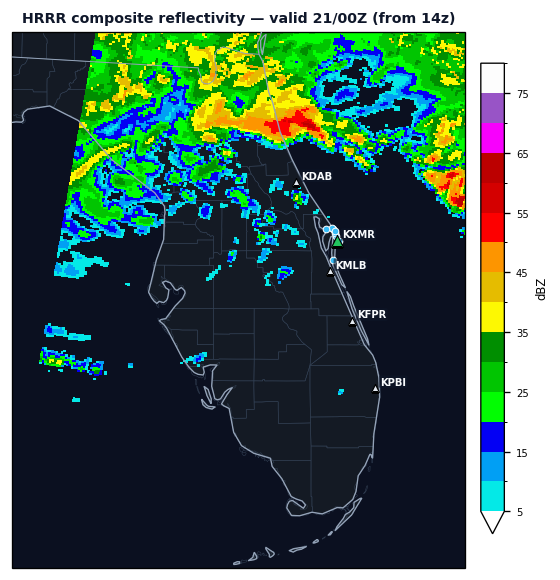 HRRR composite reflectivity — valid 21/00Z (from 14z)
KDAB
KXMR
KMLB
KFPR
KPBI
75
65
55
45
35
25
15
5
dBZ